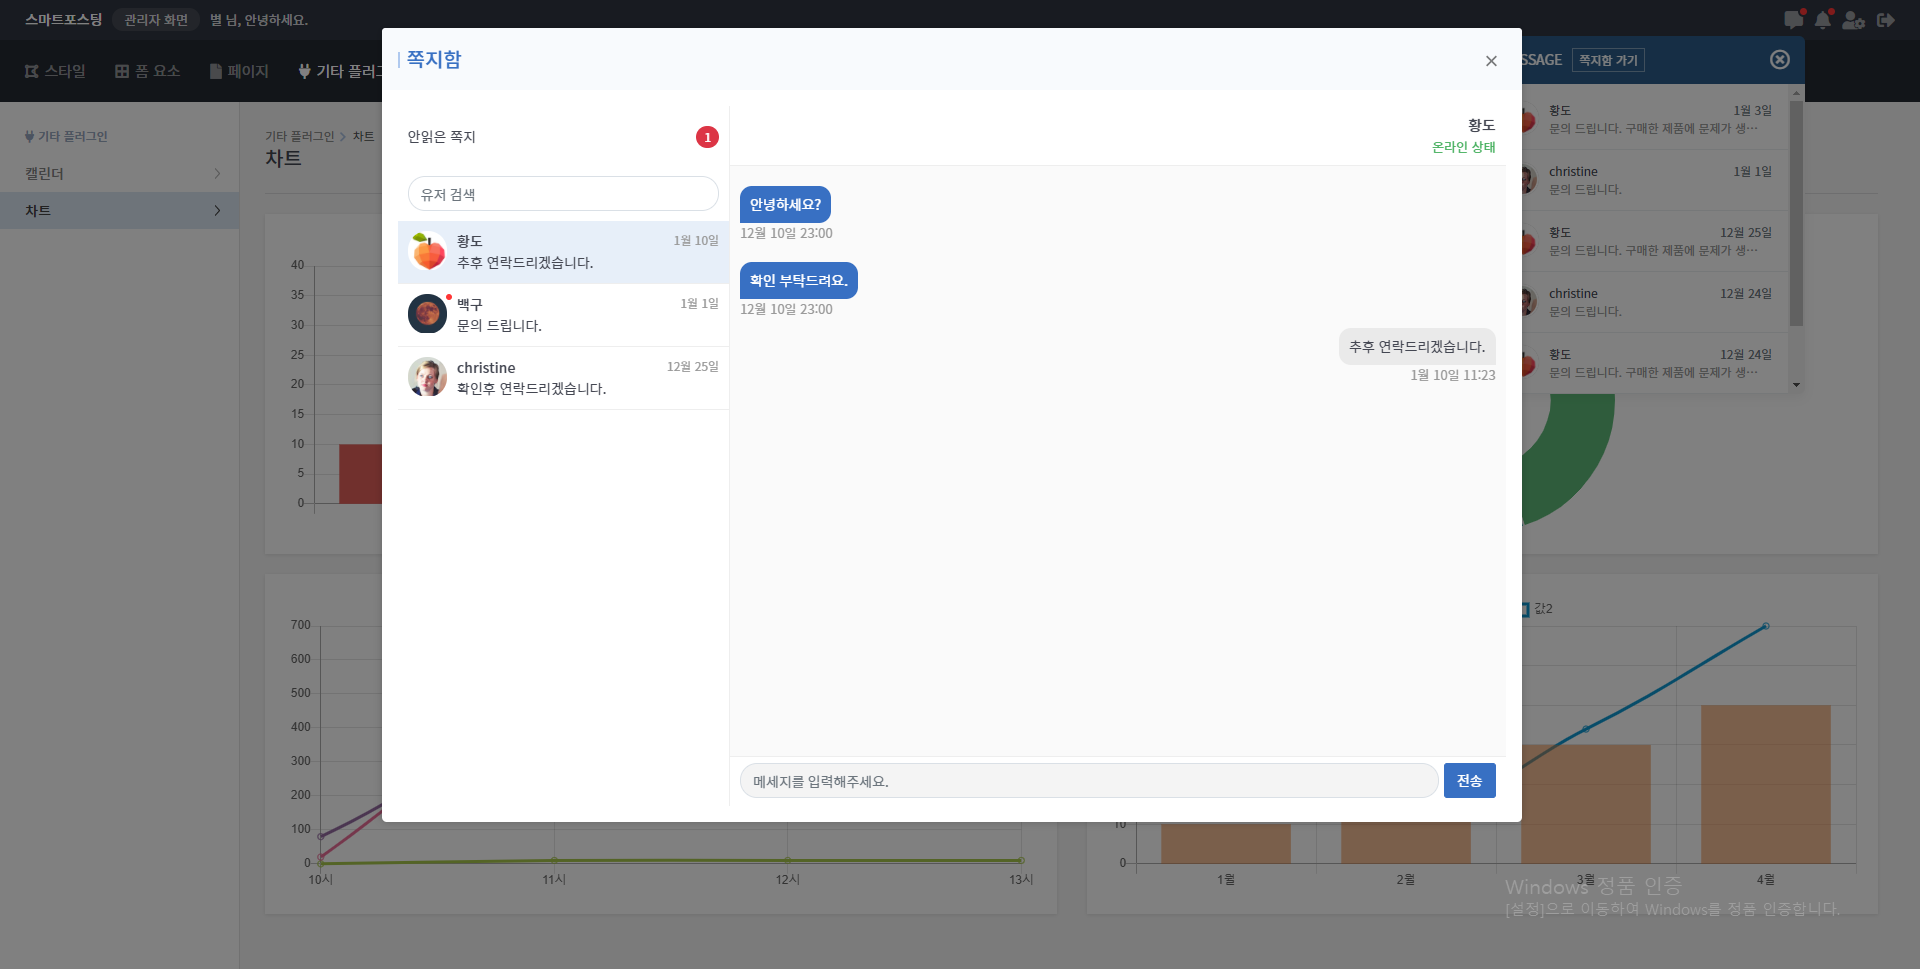 스마트포스팅 관리자 화면 별 님, 안녕하세요.
스타일 폼 요소 페이지 기타 플러그
기타 플러그인
캘린더
차트
기타 플러그인 > 차트
차트
40
35
30
25
20
15
10
5
0
쪽지함
×
안읽은 쪽지 1
유저 검색
황도 1월 10일
추후 연락드리겠습니다.
백구 1월 1일
문의 드립니다.
christine 12월 25일
확인후 연락드리겠습니다.
황도
온라인 상태
안녕하세요?
12월 10일 23:00
확인 부탁드려요.
12월 10일 23:00
추후 연락드리겠습니다.
1월 10일 11:23
메세지를 입력해주세요. 전송
SSAGE 쪽지함 가기
황도 1월 3일
문의 드립니다. 구매한 제품에 문제가 생…
christine 1월 1일
문의 드립니다.
황도 12월 25일
문의 드립니다. 구매한 제품에 문제가 생…
christine 12월 24일
문의 드립니다.
황도 12월 24일
문의 드립니다. 구매한 제품에 문제가 생…
700
600
500
400
300
200
100
0
10시 11시 12시 13시
값2
10
0
1월 2월 3월 4월
Windows 정품 인증
[설정]으로 이동하여 Windows를 정품 인증합니다.